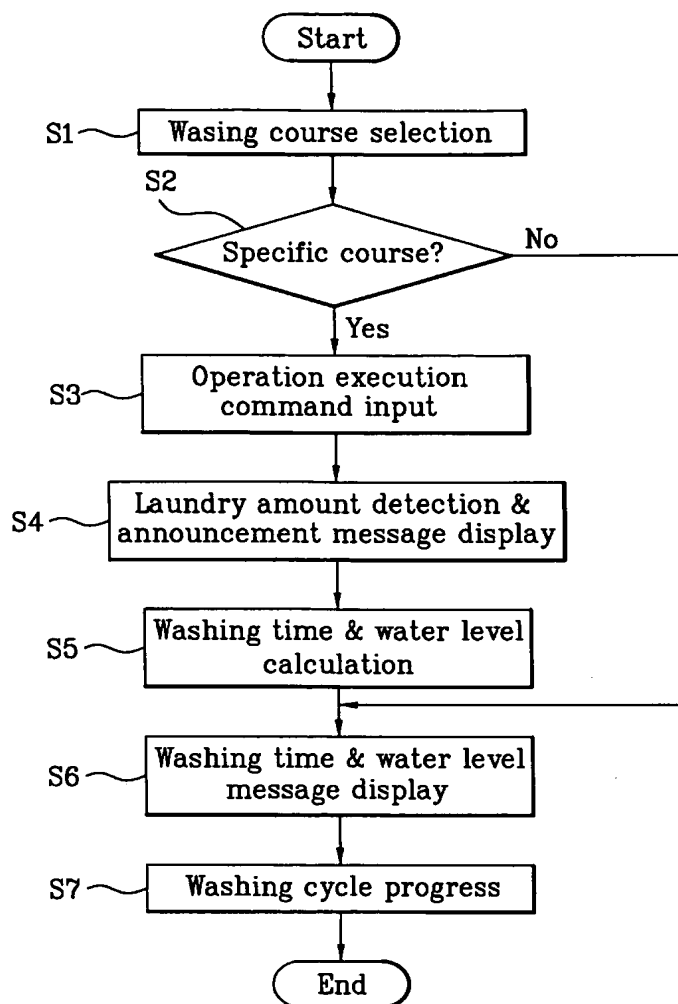 Start
S1
Wasing course selection
S2
Specific course?
No
Yes
S3
Operation execution
command input
S4
Laundry amount detection &
announcement message display
S5
Washing time & water level
calculation
S6
Washing time & water level
message display
S7
Washing cycle progress
End